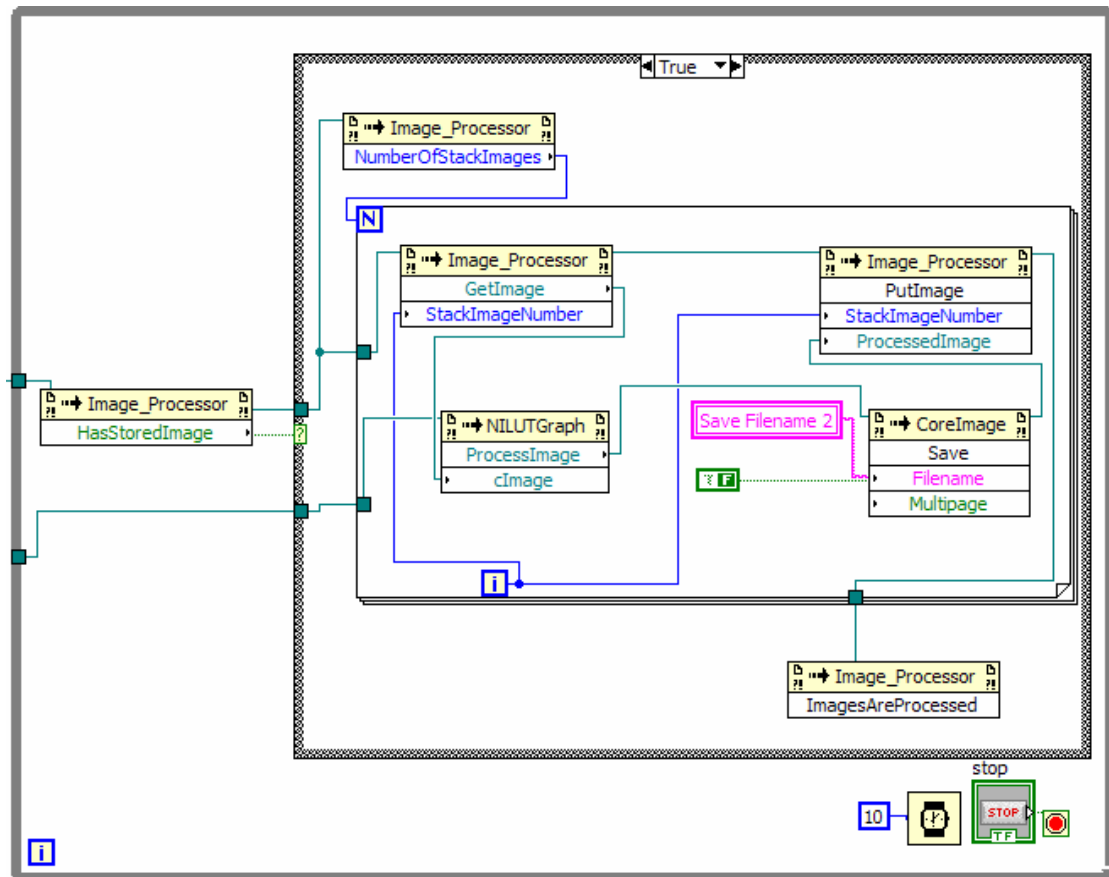 True
Image_Processor
NumberOfStackImages
N
Image_Processor
GetImage
StackImageNumber
Image_Processor
PutImage
StackImageNumber
ProcessedImage
Image_Processor
HasStoredImage
?
NILUTGraph
ProcessImage
cImage
Save Filename 2
F
CoreImage
Save
Filename
Multipage
i
Image_Processor
ImagesAreProcessed
stop
10
STOP
TF
i